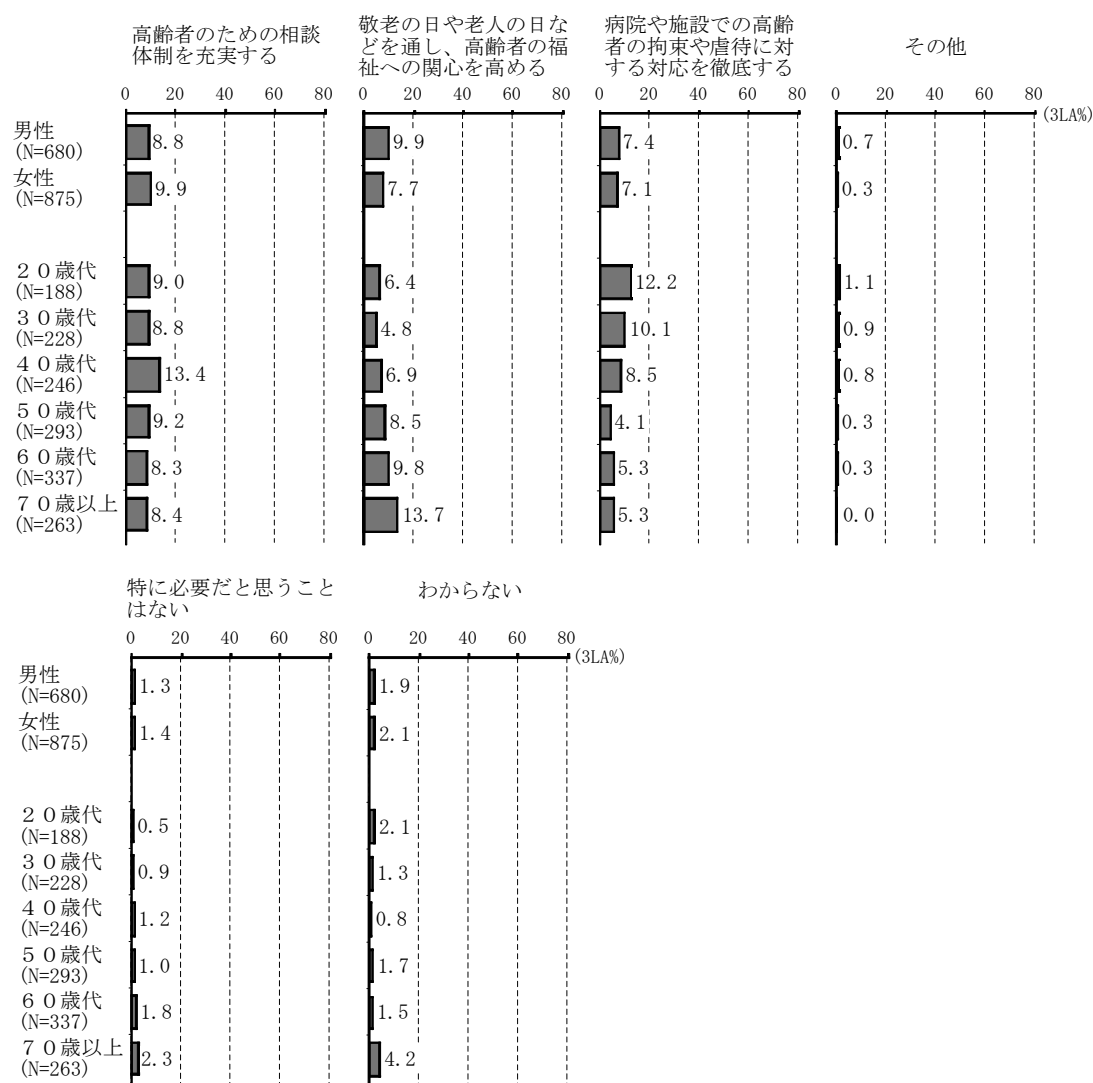 高齢者のための相談
体制を充実する
敬老の日や老人の日な
どを通し、高齢者の福
祉への関心を高める
病院や施設での高齢
者の拘束や虐待に対
する対応を徹底する
その他
0 20 40 60 80
0 20 40 60 80
0 20 40 60 80
0 20 40 60 80
(3LA%)
男性
(N=680)
8.8
9.9
7.4
0.7
女性
(N=875)
9.9
7.7
7.1
0.3
２０歳代
(N=188)
9.0
6.4
12.2
1.1
３０歳代
(N=228)
8.8
4.8
10.1
0.9
４０歳代
(N=246)
13.4
6.9
8.5
0.8
５０歳代
(N=293)
9.2
8.5
4.1
0.3
６０歳代
(N=337)
8.3
9.8
5.3
0.3
７０歳以上
(N=263)
8.4
13.7
5.3
0.0
特に必要だと思うこと
はない
わからない
0 20 40 60 80
0 20 40 60 80
(3LA%)
男性
(N=680)
1.3
1.9
女性
(N=875)
1.4
2.1
２０歳代
(N=188)
0.5
2.1
３０歳代
(N=228)
0.9
1.3
４０歳代
(N=246)
1.2
0.8
５０歳代
(N=293)
1.0
1.7
６０歳代
(N=337)
1.8
1.5
７０歳以上
(N=263)
2.3
4.2